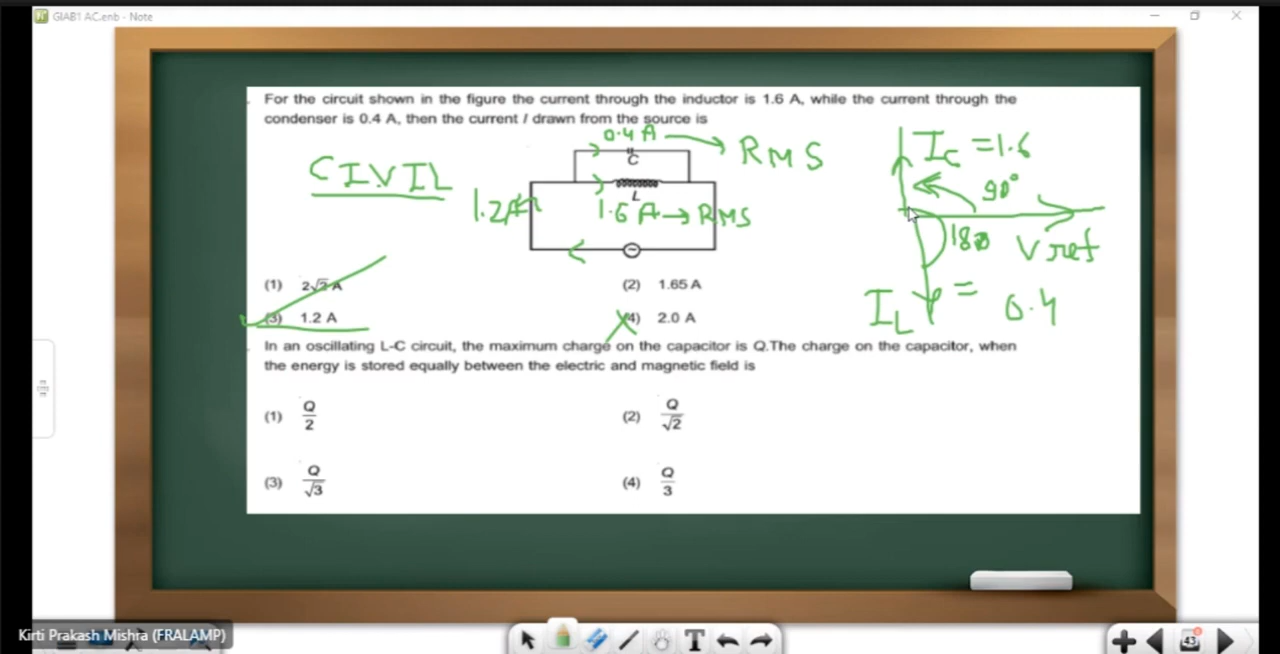 GIAB1 AC.enb - Note
For the circuit shown in the figure the current through the inductor is 1.6 A, while the current through the
condenser is 0.4 A, then the current I drawn from the source is
0.4 A → RMS
C
CIVIL
L
1.2A
1.6 A → RMS
IC = 1.6
90°
180
V ref
IL = 0.4
(1) 2√2 A
(2) 1.65 A
(3) 1.2 A
(4) 2.0 A
In an oscillating L-C circuit, the maximum charge on the capacitor is Q.The charge on the capacitor, when
the energy is stored equally between the electric and magnetic field is
(1) Q/2
(2) Q/√2
(3) Q/√3
(4) Q/3
Kirti Prakash Mishra (FRALAMP)
T
43